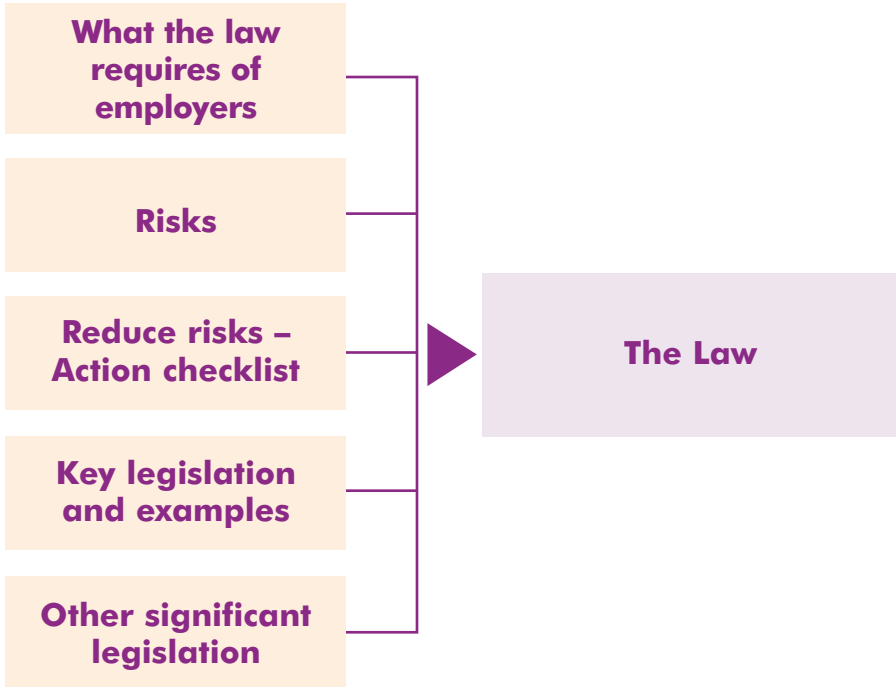 What the law
requires of
employers
Risks
Reduce risks –
Action checklist
Key legislation
and examples
Other significant
legislation
The Law